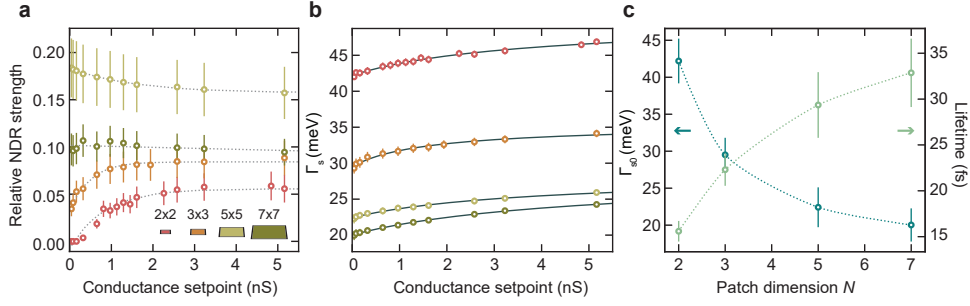 a
Relative NDR strength
0.20
0.15
0.10
0.05
0.00
2x2 3x3 5x5 7x7
0 1 2 3 4 5
Conductance setpoint (nS)
b
Γs (meV)
45
40
35
30
25
20
0 1 2 3 4 5
Conductance setpoint (nS)
c
Γs0 (meV)
45
40
35
30
25
20
Lifetime (fs)
35
30
25
20
15
2 3 4 5 6 7
Patch dimension N